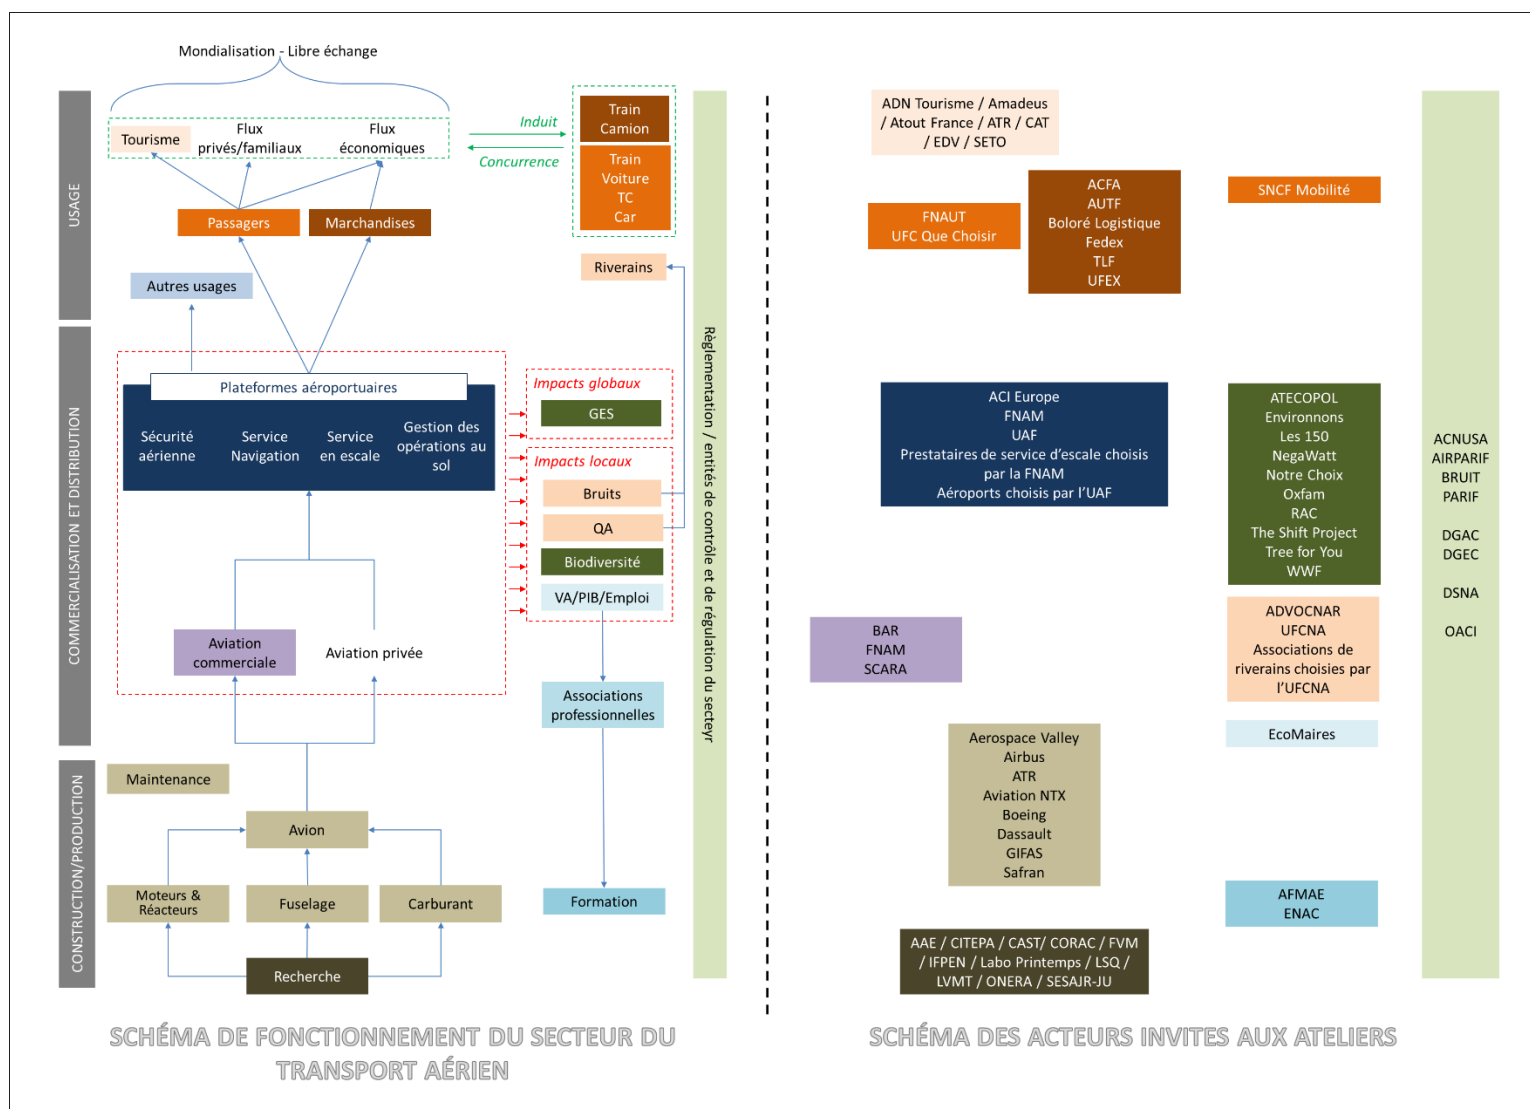 Mondialisation - Libre échange
USAGE
Tourisme
Flux
privés/familiaux
Flux
économiques
Induit
Concurrence
Train
Camion
Train
Voiture
TC
Car
Passagers
Marchandises
Riverains
Autres usages
COMMERCIALISATION ET DISTRIBUTION
Plateformes aéroportuaires
Sécurité
aérienne
Service
Navigation
Service
en escale
Gestion des
opérations au
sol
Impacts globaux
GES
Impacts locaux
Bruits
QA
Biodiversité
VA/PIB/Emploi
Aviation
commerciale
Aviation privée
Associations
professionnelles
CONSTRUCTION/PRODUCTION
Maintenance
Avion
Moteurs &
Réacteurs
Fuselage
Carburant
Formation
Recherche
Règlementation / entités de contrôle et de régulation du secteyr
SCHÉMA DE FONCTIONNEMENT DU SECTEUR DU
TRANSPORT AÉRIEN
ADN Tourisme / Amadeus
/ Atout France / ATR / CAT
/ EDV / SETO
FNAUT
UFC Que Choisir
ACFA
AUTF
Boloré Logistique
Fedex
TLF
UFEX
SNCF Mobilité
ACI Europe
FNAM
UAF
Prestataires de service d'escale choisis
par la FNAM
Aéroports choisis par l'UAF
ATECOPOL
Environnons
Les 150
NegaWatt
Notre Choix
Oxfam
RAC
The Shift Project
Tree for You
WWF
BAR
FNAM
SCARA
ADVOCNAR
UFCNA
Associations de
riverains choisies par
l'UFCNA
EcoMaires
Aerospace Valley
Airbus
ATR
Aviation NTX
Boeing
Dassault
GIFAS
Safran
AFMAE
ENAC
AAE / CITEPA / CAST/ CORAC / FVM
/ IFPEN / Labo Printemps / LSQ /
LVMT / ONERA / SESAJR-JU
ACNUSA
AIRPARIF
BRUIT
PARIF
DGAC
DGEC
DSNA
OACI
SCHÉMA DES ACTEURS INVITES AUX ATELIERS